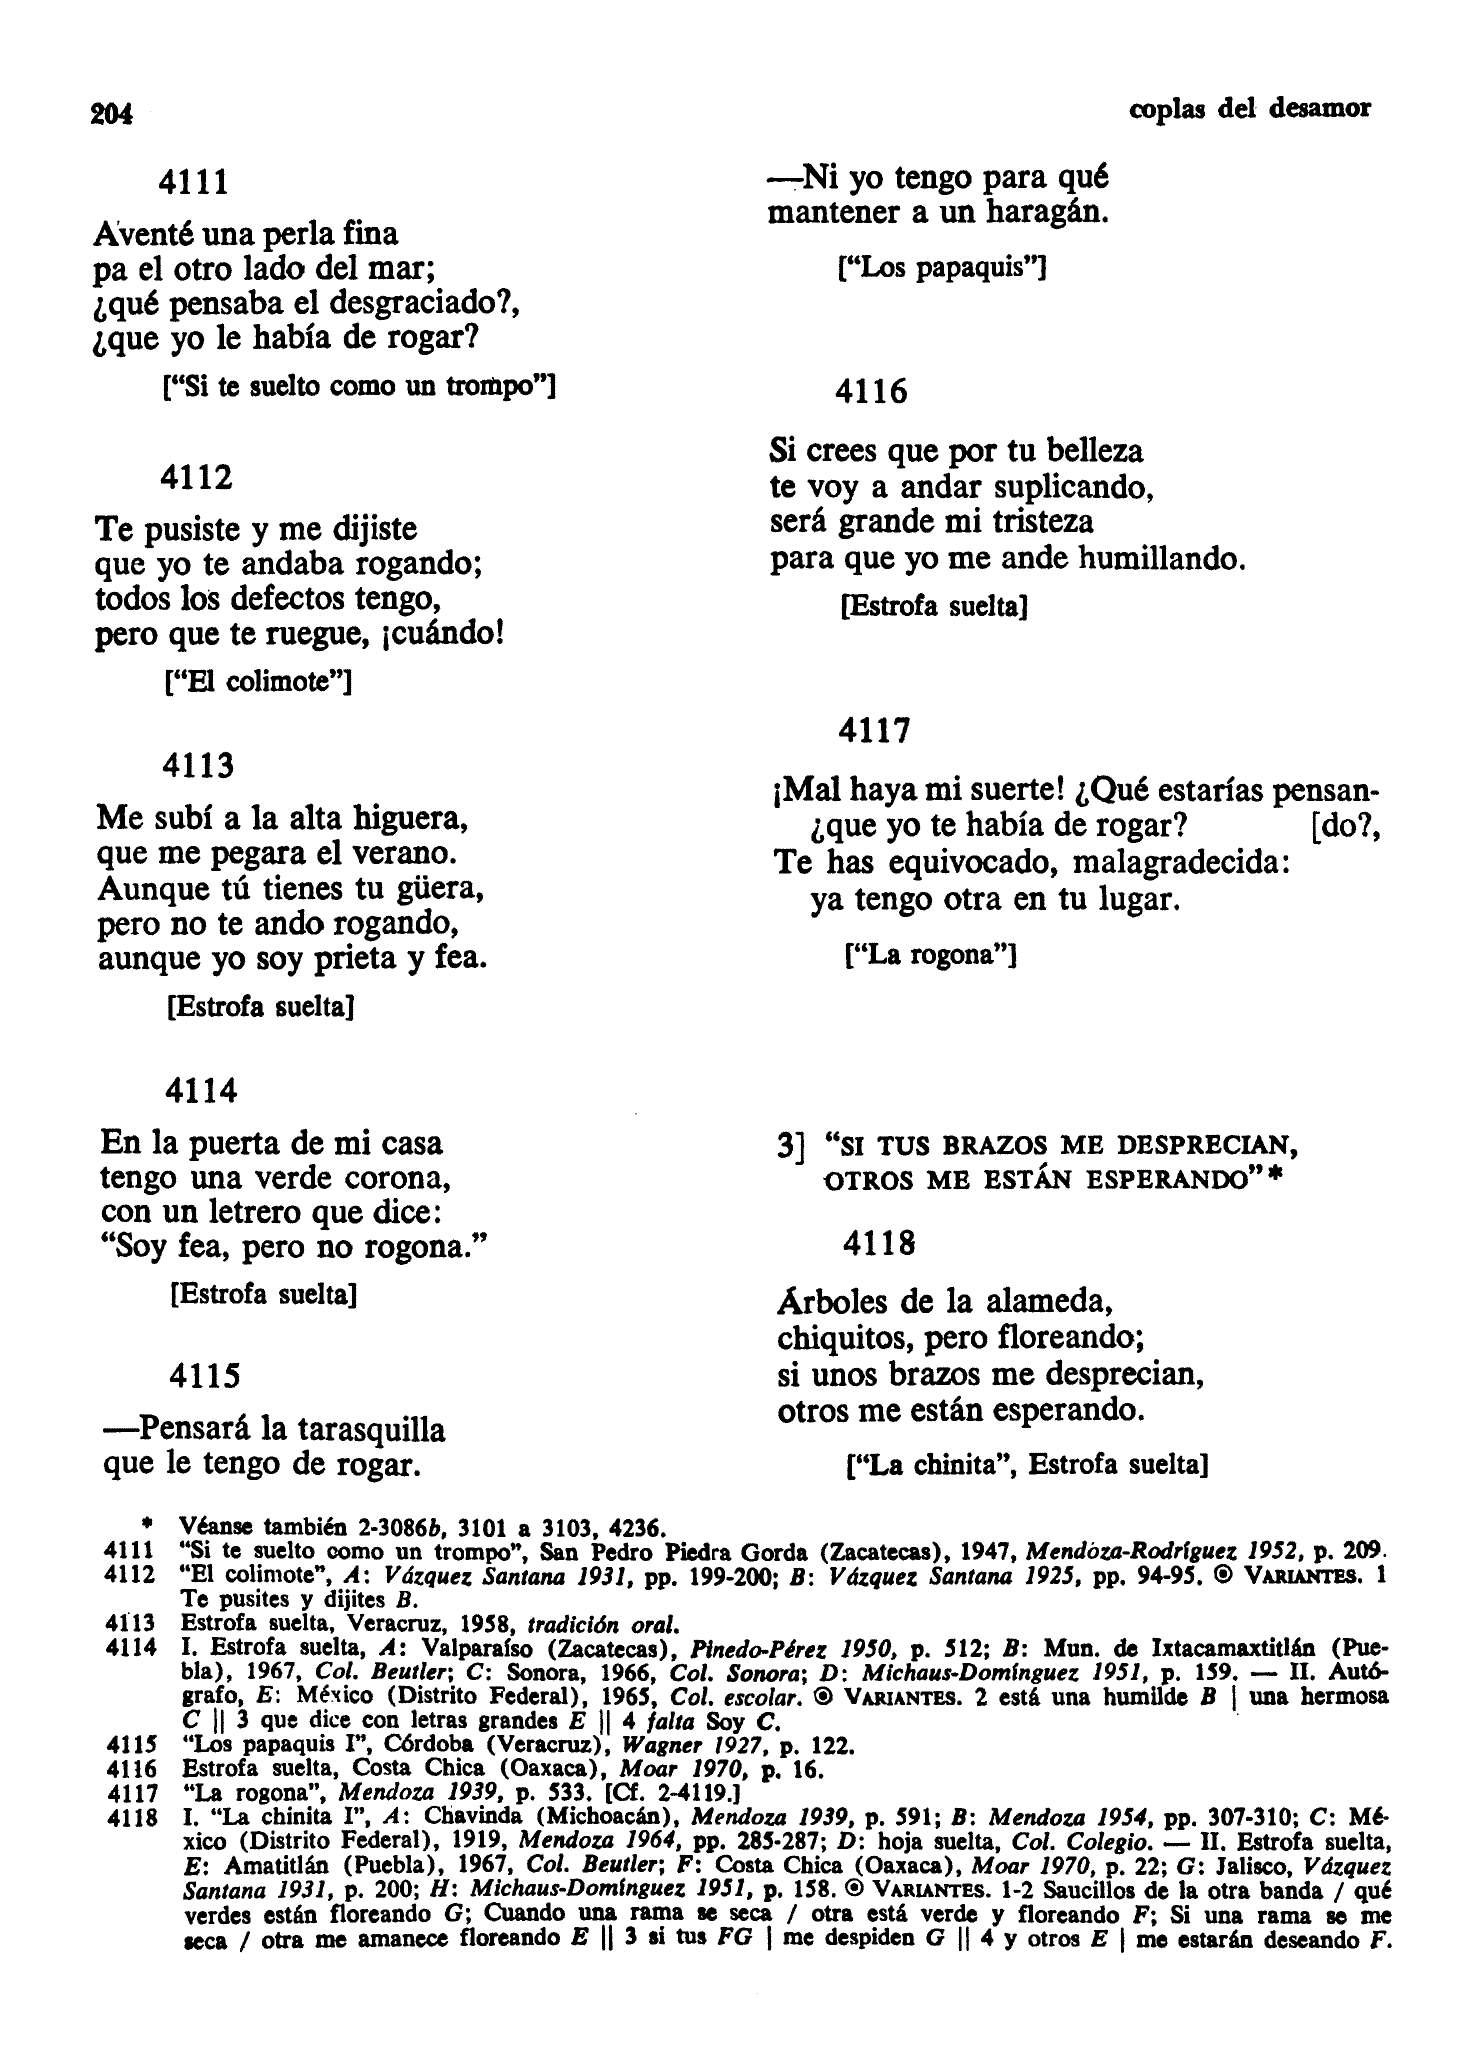 204
coplas del desamor
4111
Aventé una perla fina
pa el otro lado del mar;
¿qué pensaba el desgraciado?,
¿que yo le había de rogar?
[“Si te suelto como un trompo”]
4112
Te pusiste y me dijiste
que yo te andaba rogando;
todos los defectos tengo,
pero que te ruegue, ¡cuándo!
[“El colimote”]
4113
Me subí a la alta higuera,
que me pegara el verano.
Aunque tú tienes tu güera,
pero no te ando rogando,
aunque yo soy prieta y fea.
[Estrofa suelta]
4114
En la puerta de mi casa
tengo una verde corona,
con un letrero que dice:
“Soy fea, pero no rogona.”
[Estrofa suelta]
4115
—Pensará la tarasquilla
que le tengo de rogar.
—Ni yo tengo para qué
mantener a un haragán.
[“Los papaquis”]
4116
Si crees que por tu belleza
te voy a andar suplicando,
será grande mi tristeza
para que yo me ande humillando.
[Estrofa suelta]
4117
¡Mal haya mi suerte! ¿Qué estarías pensan-
¿que yo te había de rogar? [do?,
Te has equivocado, malagradecida:
ya tengo otra en tu lugar.
[“La rogona”]
3] “SI TUS BRAZOS ME DESPRECIAN,
OTROS ME ESTÁN ESPERANDO”*
4118
Árboles de la alameda,
chiquitos, pero floreando;
si unos brazos me desprecian,
otros me están esperando.
[“La chinita”, Estrofa suelta]
* Véanse también 2-3086b, 3101 a 3103, 4236.
4111 “Si te suelto como un trompo”, San Pedro Piedra Gorda (Zacatecas), 1947, Mendoza-Rodríguez 1952, p. 209.
4112 “El colimote”, A: Vázquez Santana 1931, pp. 199-200; B: Vázquez Santana 1925, pp. 94-95. ⊙ VARIANTES. 1
Te pusites y dijites B.
4113 Estrofa suelta, Veracruz, 1958, tradición oral.
4114 I. Estrofa suelta, A: Valparaíso (Zacatecas), Pinedo-Pérez 1950, p. 512; B: Mun. de Ixtacamaxtitlán (Pue-
bla), 1967, Col. Beutler; C: Sonora, 1966, Col. Sonora; D: Michaus-Domínguez 1951, p. 159. — II. Autó-
grafo, E: México (Distrito Federal), 1965, Col. escolar. ⊙ VARIANTES. 2 está una humilde B | una hermosa
C || 3 que dice con letras grandes E || 4 falta Soy C.
4115 “Los papaquis I”, Córdoba (Veracruz), Wagner 1927, p. 122.
4116 Estrofa suelta, Costa Chica (Oaxaca), Moar 1970, p. 16.
4117 “La rogona”, Mendoza 1939, p. 533. [Cf. 2-4119.]
4118 I. “La chinita I”, A: Chavinda (Michoacán), Mendoza 1939, p. 591; B: Mendoza 1954, pp. 307-310; C: Mé-
xico (Distrito Federal), 1919, Mendoza 1964, pp. 285-287; D: hoja suelta, Col. Colegio. — II. Estrofa suelta,
E: Amatitlán (Puebla), 1967, Col. Beutler; F: Costa Chica (Oaxaca), Moar 1970, p. 22; G: Jalisco, Vázquez
Santana 1931, p. 200; H: Michaus-Domínguez 1951, p. 158. ⊙ VARIANTES. 1-2 Saucillos de la otra banda / qué
verdes están floreando G; Cuando una rama se seca / otra está verde y floreando F; Si una rama se me
seca / otra me amanece floreando E || 3 si tus FG | me despiden G || 4 y otros E | me estarán deseando F.